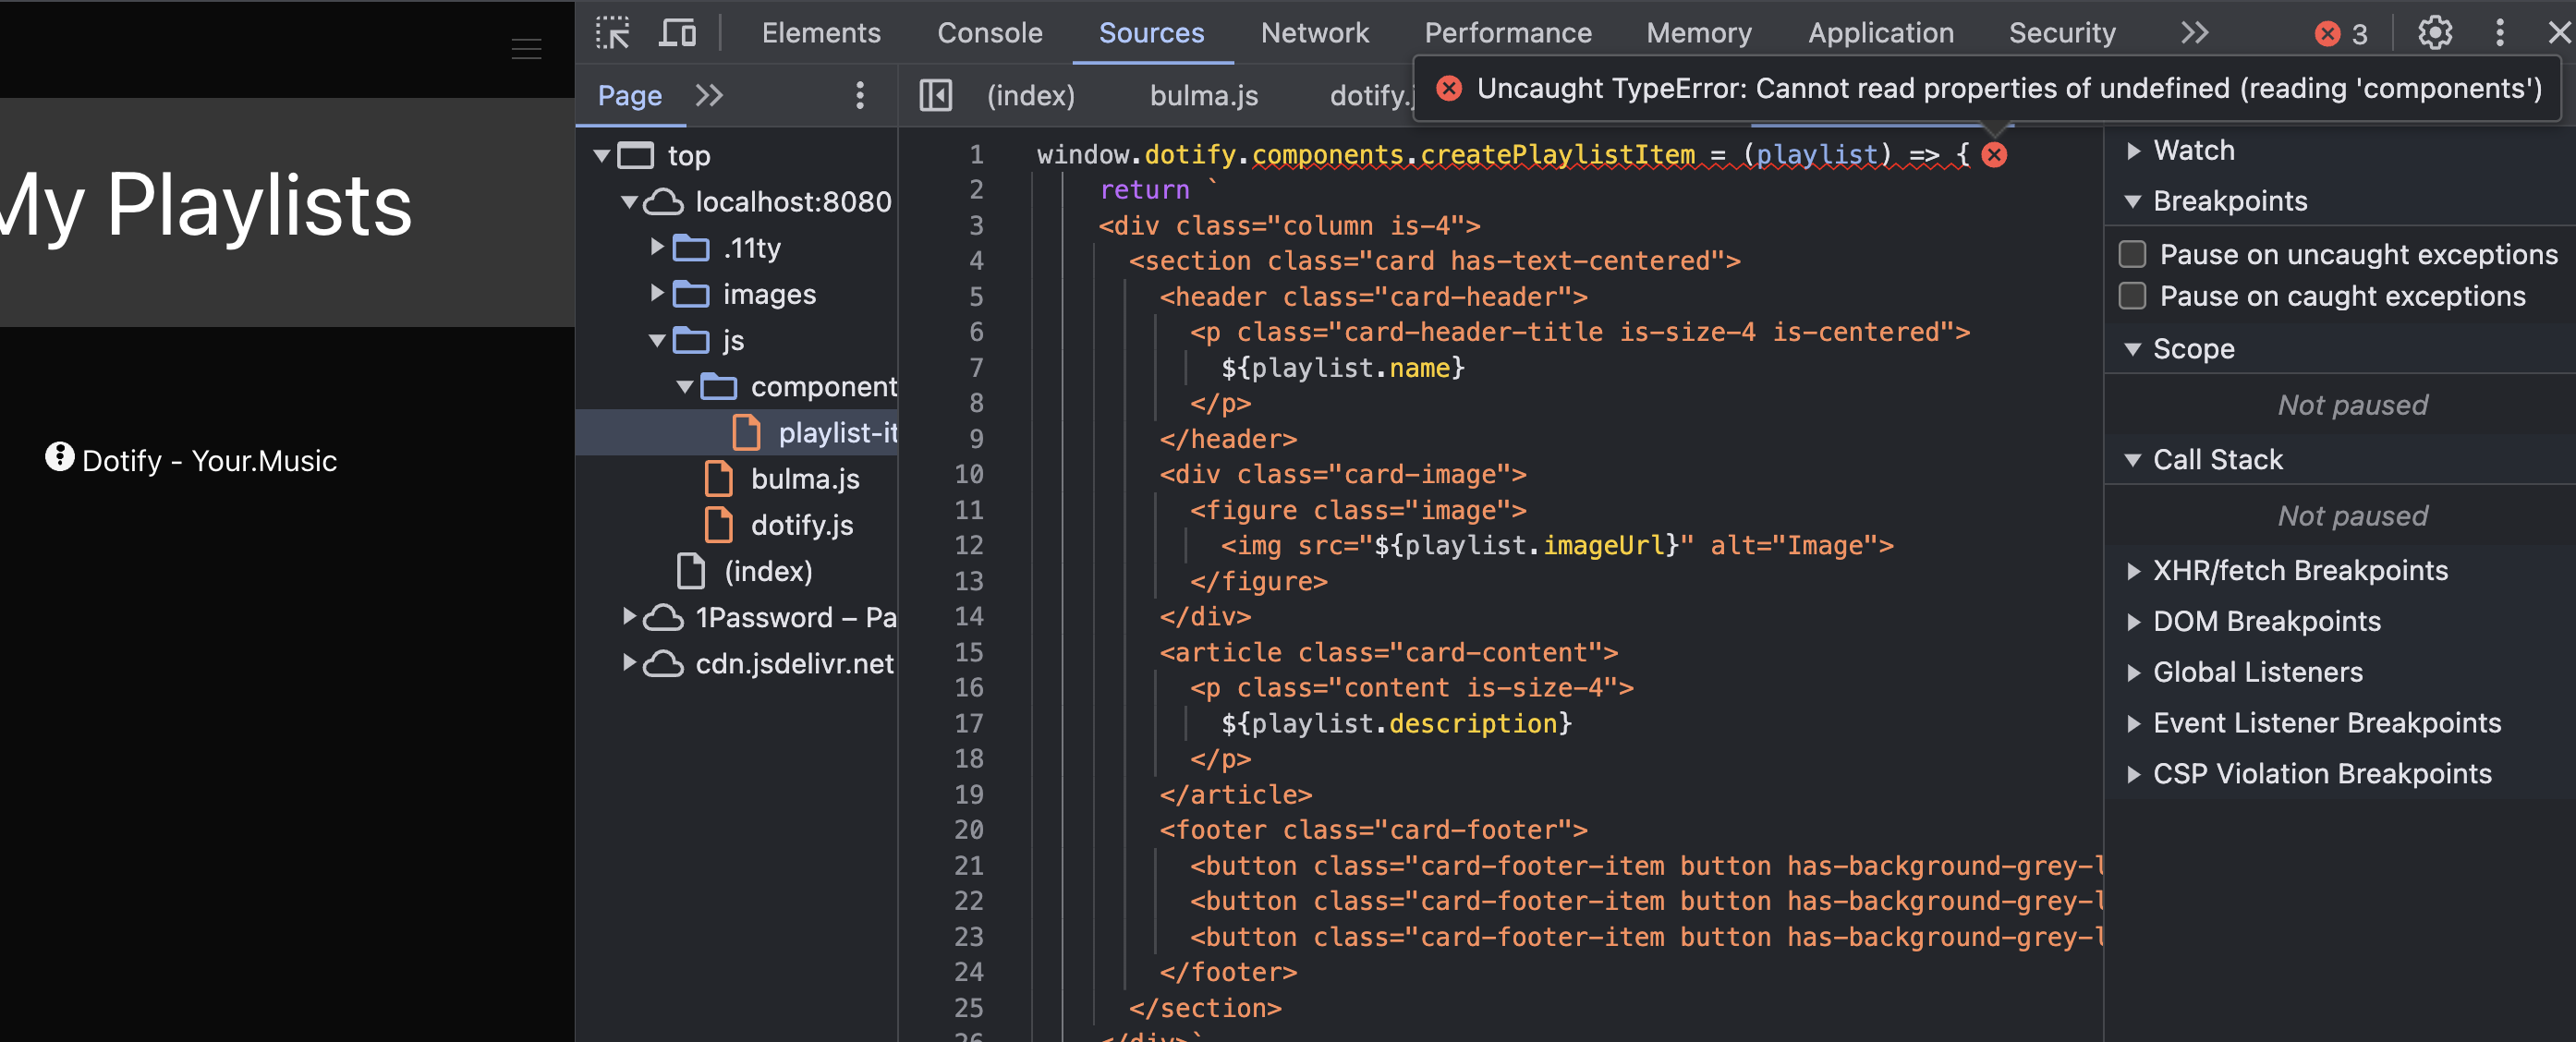 Elements Console Sources Network Performance Memory Application Security 3
Page (index) bulma.js dotify.j
Uncaught TypeError: Cannot read properties of undefined (reading 'components')
My Playlists
Dotify - Your.Music
top
localhost:8080
.11ty
images
js
component
playlist-it
bulma.js
dotify.js
(index)
1Password – Pa
cdn.jsdelivr.net
1 window.dotify.components.createPlaylistItem = (playlist) => {
2 return `
3 <div class="column is-4">
4 <section class="card has-text-centered">
5 <header class="card-header">
6 <p class="card-header-title is-size-4 is-centered">
7 ${playlist.name}
8 </p>
9 </header>
10 <div class="card-image">
11 <figure class="image">
12 <img src="${playlist.imageUrl}" alt="Image">
13 </figure>
14 </div>
15 <article class="card-content">
16 <p class="content is-size-4">
17 ${playlist.description}
18 </p>
19 </article>
20 <footer class="card-footer">
21 <button class="card-footer-item button has-background-grey-l
22 <button class="card-footer-item button has-background-grey-l
23 <button class="card-footer-item button has-background-grey-l
24 </footer>
25 </section>
26 </div>`
Watch
Breakpoints
Pause on uncaught exceptions
Pause on caught exceptions
Scope
Not paused
Call Stack
Not paused
XHR/fetch Breakpoints
DOM Breakpoints
Global Listeners
Event Listener Breakpoints
CSP Violation Breakpoints